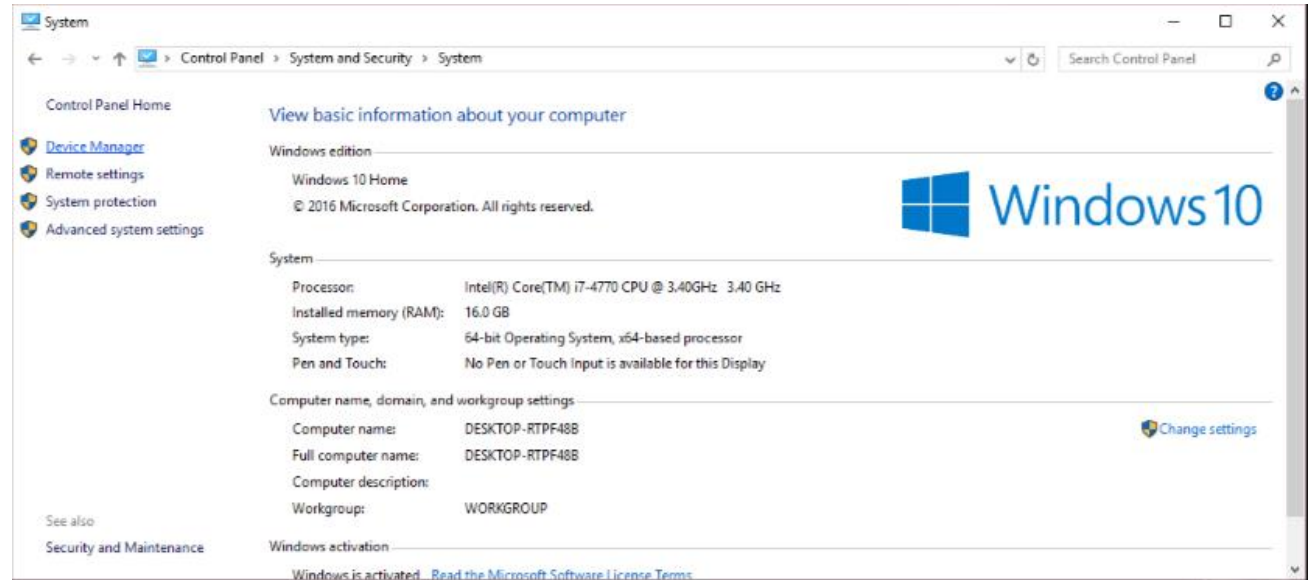 System
Control Panel > System and Security > System
Search Control Panel
Control Panel Home
Device Manager
Remote settings
System protection
Advanced system settings
See also
Security and Maintenance
View basic information about your computer
Windows edition
Windows 10 Home
© 2016 Microsoft Corporation. All rights reserved.
Windows 10
System
Processor: Intel(R) Core(TM) i7-4770 CPU @ 3.40GHz 3.40 GHz
Installed memory (RAM): 16.0 GB
System type: 64-bit Operating System, x64-based processor
Pen and Touch: No Pen or Touch Input is available for this Display
Computer name, domain, and workgroup settings
Computer name: DESKTOP-RTPF48B
Change settings
Full computer name: DESKTOP-RTPF48B
Computer description:
Workgroup: WORKGROUP
Windows activation
Windows is activated Read the Microsoft Software License Terms